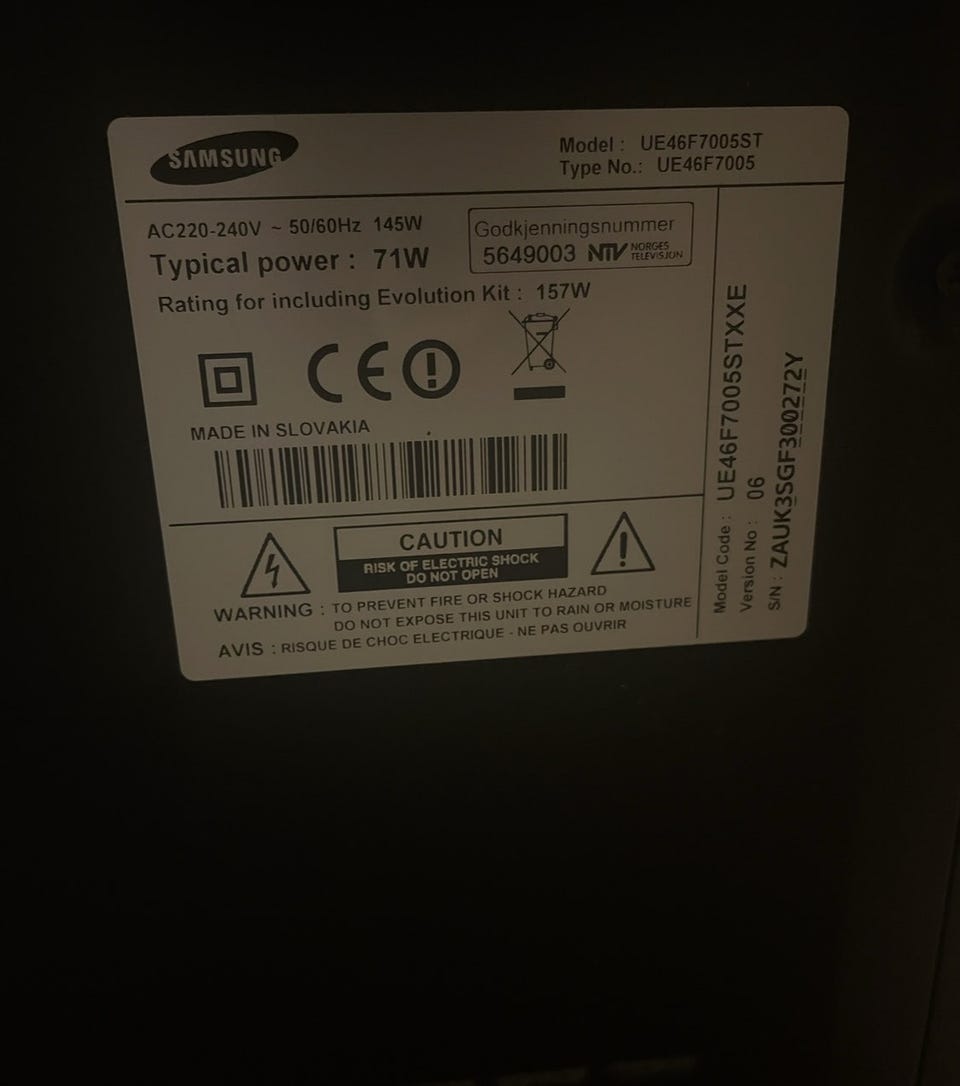 SAMSUNG
Model : UE46F7005ST
Type No.: UE46F7005
AC220-240V ~ 50/60Hz 145W
Typical power : 71W
Rating for including Evolution Kit : 157W
Godkjenningsnummer
5649003 NTV NORGES
TELEVISJON
CE
MADE IN SLOVAKIA
CAUTION
RISK OF ELECTRIC SHOCK
DO NOT OPEN
WARNING : TO PREVENT FIRE OR SHOCK HAZARD
DO NOT EXPOSE THIS UNIT TO RAIN OR MOISTURE
AVIS : RISQUE DE CHOC ELECTRIQUE - NE PAS OUVRIR
Model Code : UE46F7005STXXE
Version No : 06
S/N : ZAUK3SGF300272Y